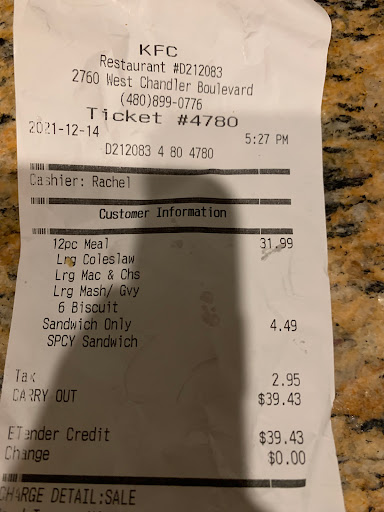 KFC
Restaurant #D212083
2760 West Chandler Boulevard
(480)899-0776
Ticket #4780
2021-12-14 5:27 PM
D212083 4 80 4780
Cashier: Rachel
Customer Information
12pc Meal 31.99
Lrg Coleslaw
Lrg Mac & Chs
Lrg Mash/ Gvy
6 Biscuit
Sandwich Only 4.49
SPCY Sandwich
Tax 2.95
CARRY OUT $39.43
ETender Credit $39.43
Change $0.00
CHARGE DETAIL:SALE